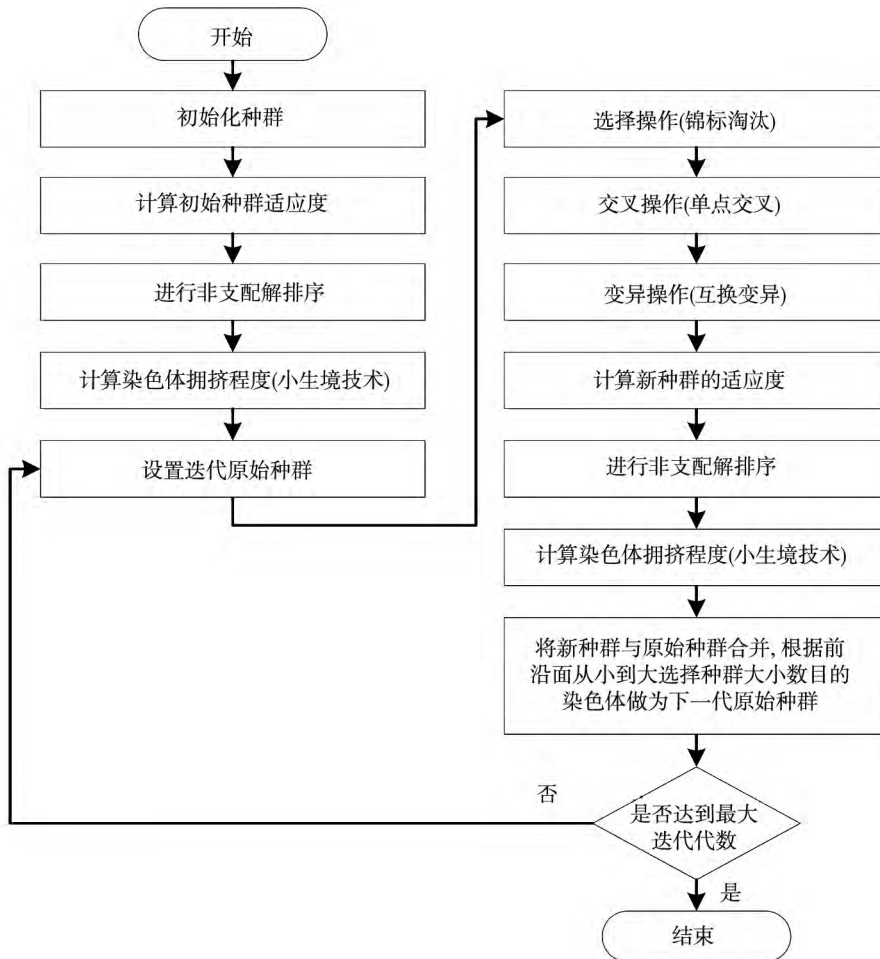 开始
初始化种群
计算初始种群适应度
进行非支配解排序
计算染色体拥挤程度(小生境技术)
设置迭代原始种群
选择操作(锦标淘汰)
交叉操作(单点交叉)
变异操作(互换变异)
计算新种群的适应度
进行非支配解排序
计算染色体拥挤程度(小生境技术)
将新种群与原始种群合并, 根据前
沿面从小到大选择种群大小数目的
染色体做为下一代原始种群
否
是否达到最大
迭代代数
是
结束